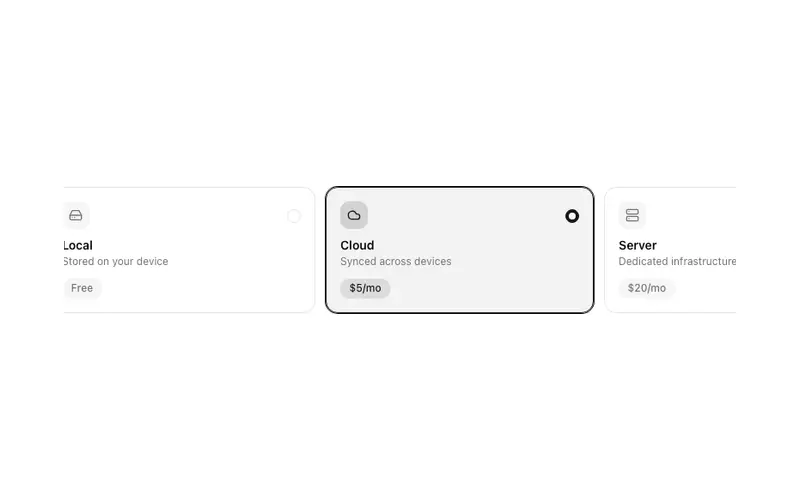 Local
Stored on your device
Free
Cloud
Synced across devices
$5/mo
Server
Dedicated infrastructure
$20/mo